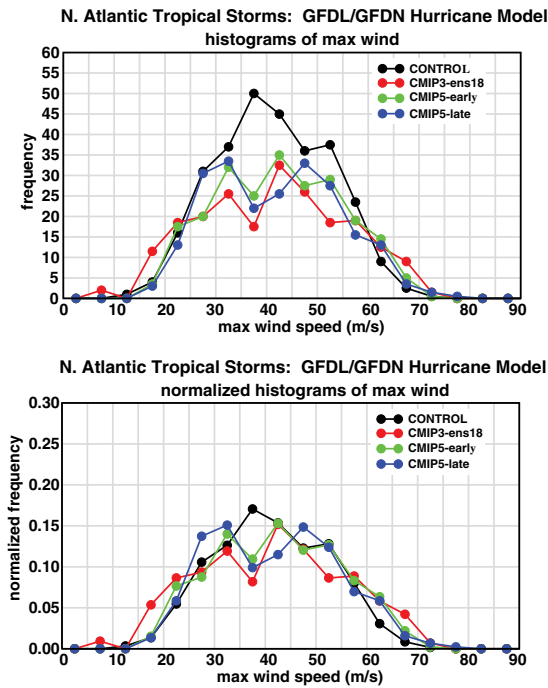 N. Atlantic Tropical Storms: GFDL/GFDN Hurricane Model
histograms of max wind
60
55
50
45
40
35
30
25
20
15
10
5
0
frequency
CONTROL
CMIP3-ens18
CMIP5-early
CMIP5-late
0 10 20 30 40 50 60 70 80 90
max wind speed (m/s)
N. Atlantic Tropical Storms: GFDL/GFDN Hurricane Model
normalized histograms of max wind
0.30
0.25
0.20
0.15
0.10
0.05
0.00
normalized frequency
CONTROL
CMIP3-ens18
CMIP5-early
CMIP5-late
0 10 20 30 40 50 60 70 80 90
max wind speed (m/s)